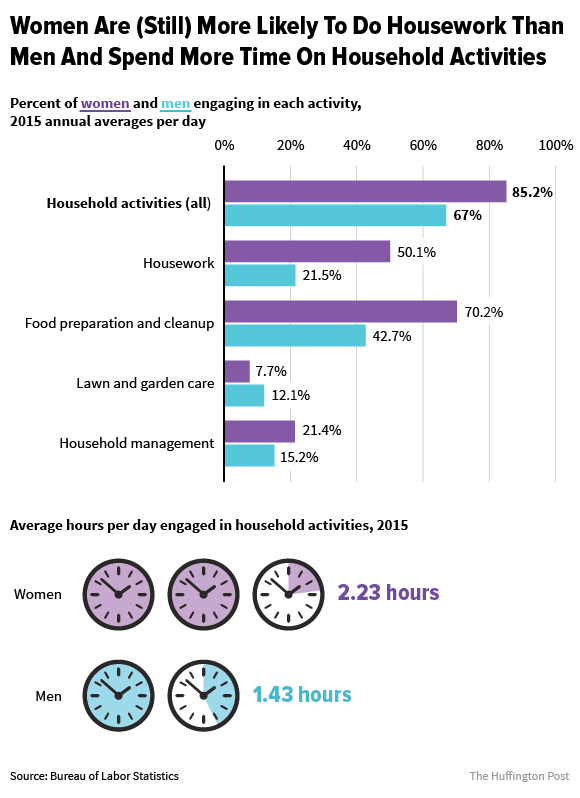 Women Are (Still) More Likely To Do Housework Than
Men And Spend More Time On Household Activities
Percent of women and men engaging in each activity,
2015 annual averages per day
0% 20% 40% 60% 80% 100%
Household activities (all)
85.2%
67%
Housework
50.1%
21.5%
Food preparation and cleanup
70.2%
42.7%
Lawn and garden care
7.7%
12.1%
Household management
21.4%
15.2%
Average hours per day engaged in household activities, 2015
Women 2.23 hours
Men 1.43 hours
Source: Bureau of Labor Statistics
The Huffington Post